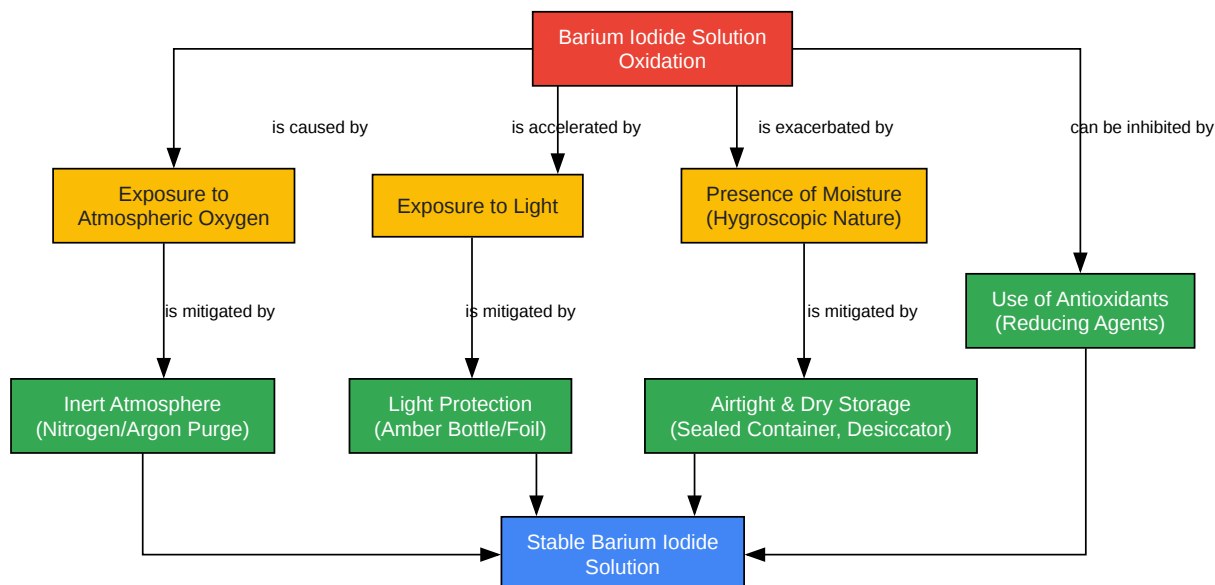 Barium Iodide Solution
Oxidation
is caused by
is accelerated by
is exacerbated by
can be inhibited by
Exposure to
Atmospheric Oxygen
Exposure to Light
Presence of Moisture
(Hygroscopic Nature)
Use of Antioxidants
(Reducing Agents)
is mitigated by
is mitigated by
is mitigated by
Inert Atmosphere
(Nitrogen/Argon Purge)
Light Protection
(Amber Bottle/Foil)
Airtight & Dry Storage
(Sealed Container, Desiccator)
Stable Barium Iodide
Solution